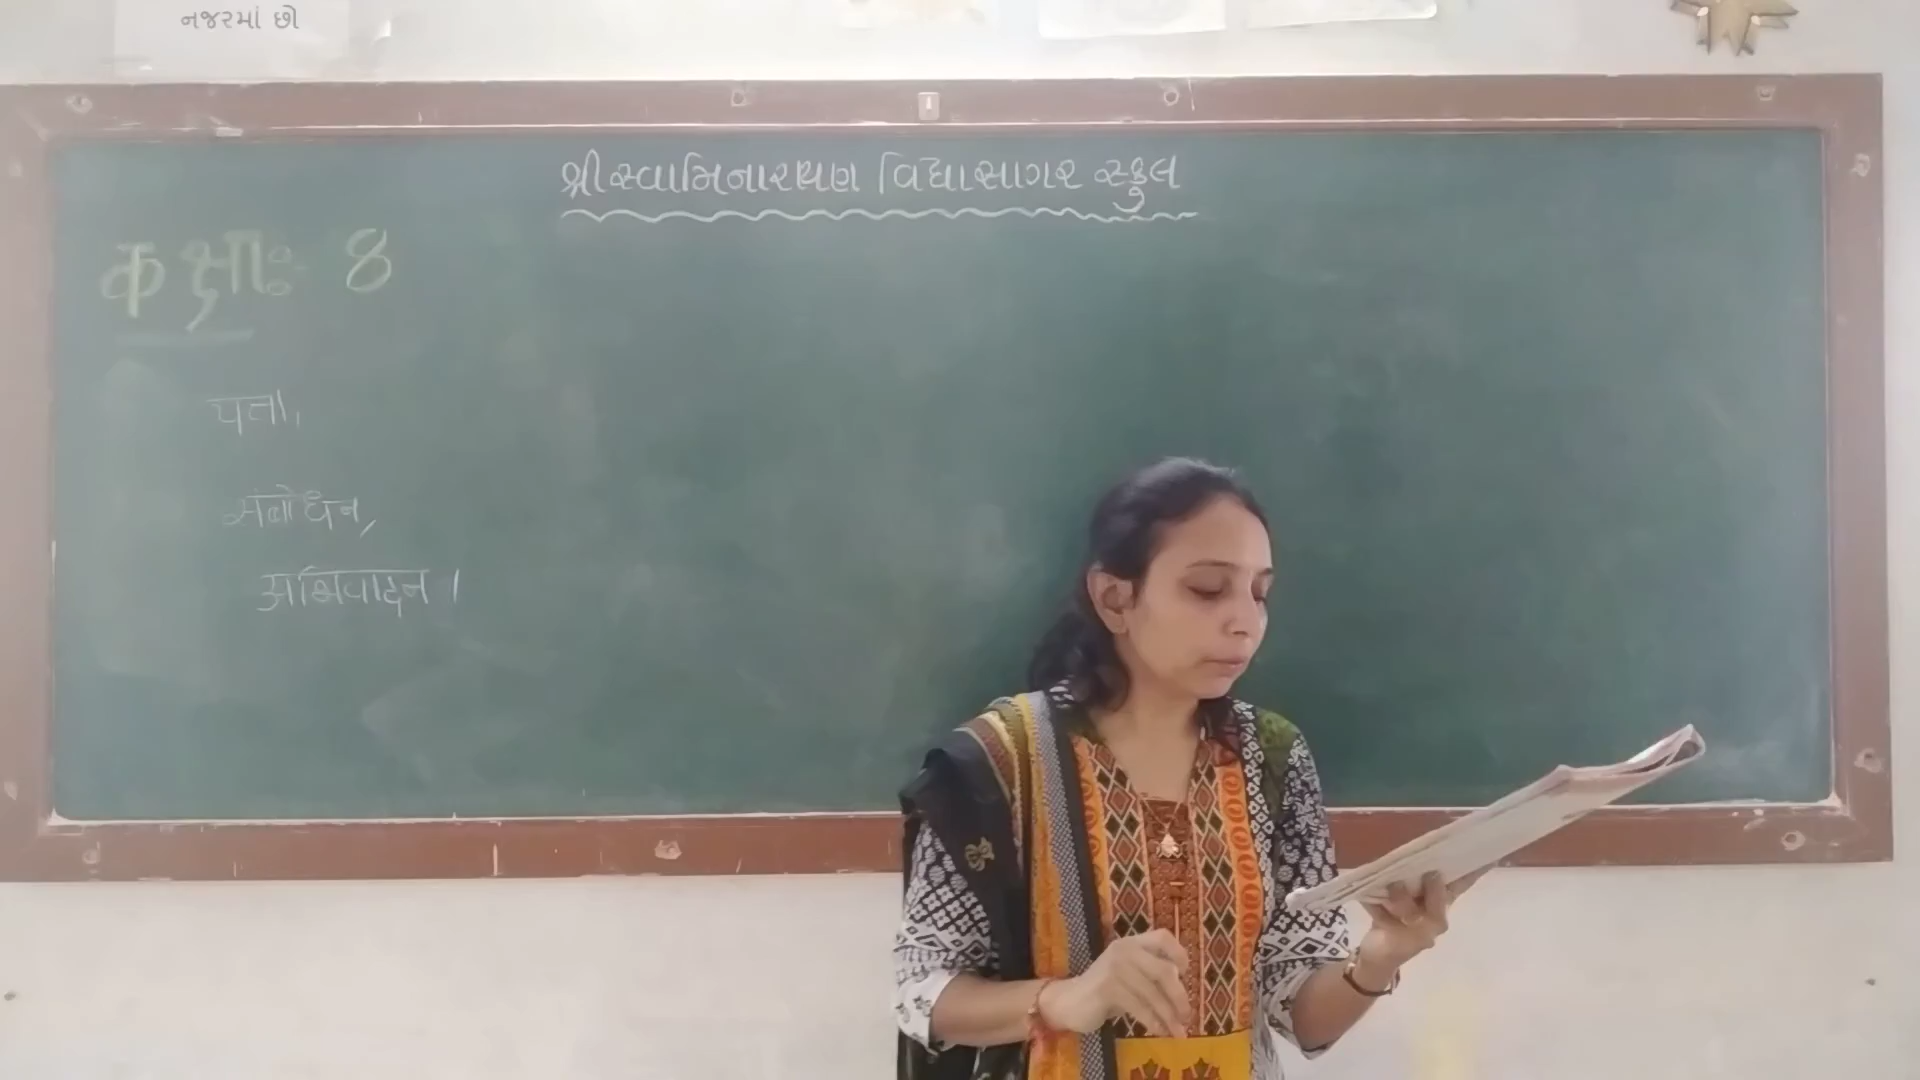 નજરમાં છો
શ્રી સ્વામિનારાયણ વિદ્યાસાગર સ્કુલ
कक्षाः 8
पता,
संबोधन,
अभिवादन ।